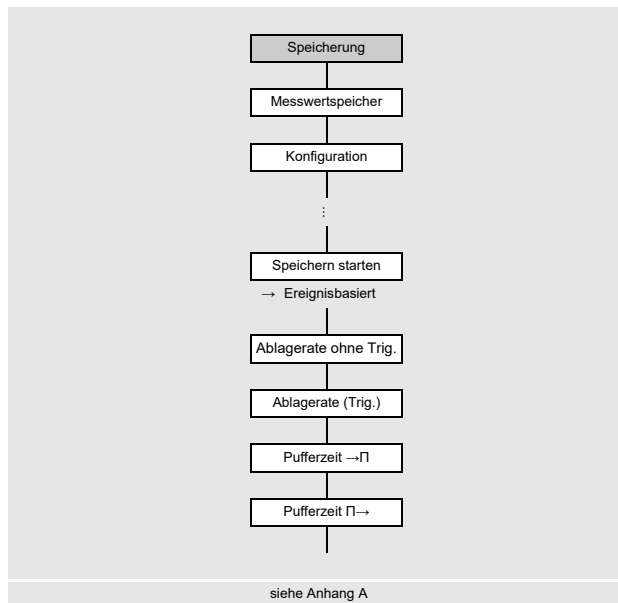 Speicherung
Messwertspeicher
Konfiguration
⋮
Speichern starten
→ Ereignisbasiert
Ablagerate ohne Trig.
Ablagerate (Trig.)
Pufferzeit →Π
Pufferzeit Π→
siehe Anhang A